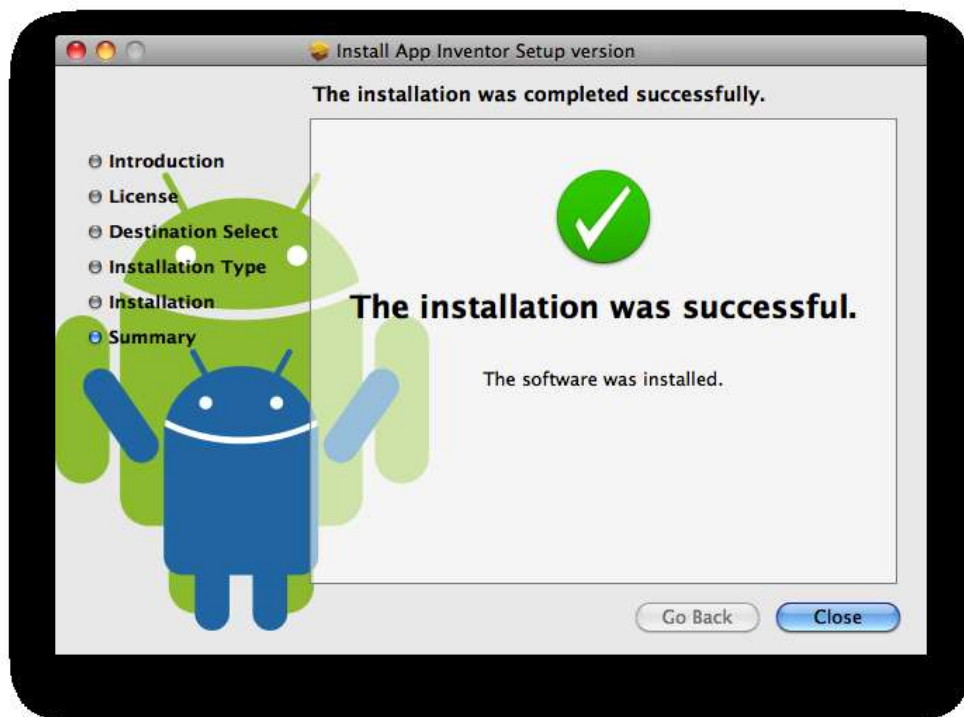 Install App Inventor Setup version
The installation was completed successfully.
Introduction
License
Destination Select
Installation Type
Installation
Summary
The installation was successful.
The software was installed.
Go Back
Close